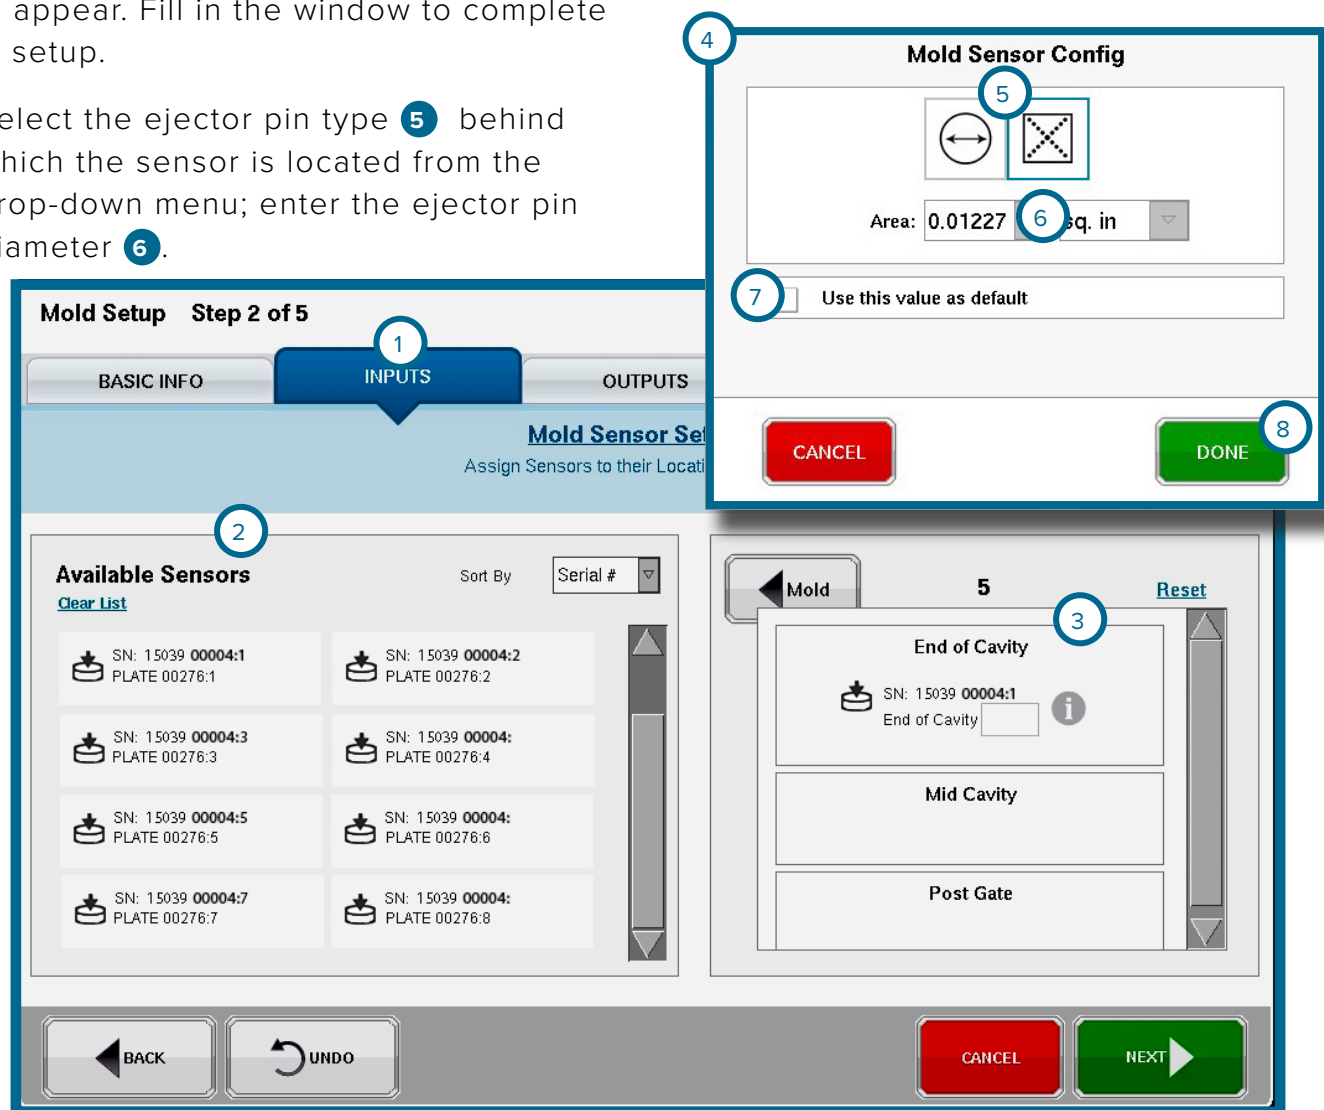 appear. Fill in the window to complete
setup.
elect the ejector pin type 5 behind
hich the sensor is located from the
rop-down menu; enter the ejector pin
iameter 6.
4
Mold Sensor Config
5
Area: 0.01227 6 sq. in
7 Use this value as default
CANCEL
DONE 8
Mold Setup Step 2 of 5
1
BASIC INFO
INPUTS
OUTPUTS
Mold Sensor Set
Assign Sensors to their Locati
2
Available Sensors
Sort By Serial #
Clear List
SN: 15039 00004:1
PLATE 00276:1
SN: 15039 00004:2
PLATE 00276:2
SN: 15039 00004:3
PLATE 00276:3
SN: 15039 00004:
PLATE 00276:4
SN: 15039 00004:5
PLATE 00276:5
SN: 15039 00004:
PLATE 00276:6
SN: 15039 00004:7
PLATE 00276:7
SN: 15039 00004:
PLATE 00276:8
Mold
5
Reset
3
End of Cavity
SN: 15039 00004:1
End of Cavity
i
Mid Cavity
Post Gate
BACK
UNDO
CANCEL
NEXT